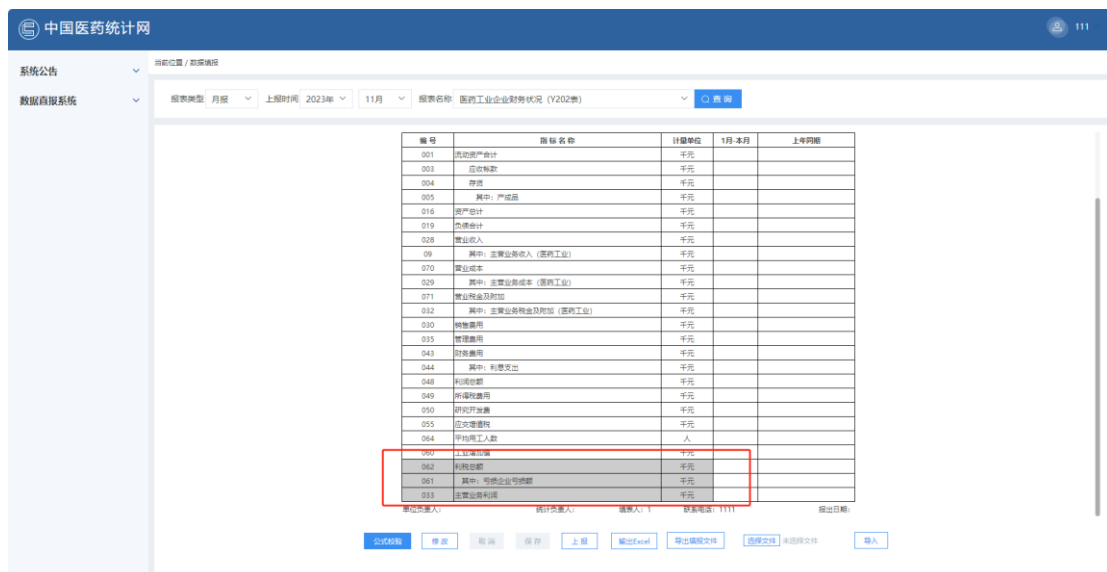 中国医药统计网
111
系统公告
数据直报系统
当前位置 / 数据填报
报表类型 月报 上报时间 2023年 11月 报表名称 医药工业企业财务状况（Y202表） 查询
编号 指标名称 计量单位 1月-本月 上年同期
001 流动资产合计 千元
003 应收帐款 千元
004 存货 千元
005 其中：产成品 千元
016 资产总计 千元
019 负债合计 千元
028 营业收入 千元
09 其中：主营业务收入（医药工业） 千元
070 营业成本 千元
029 其中：主营业务成本（医药工业） 千元
071 营业税金及附加 千元
032 其中：主营业务税金及附加（医药工业） 千元
030 销售费用 千元
035 管理费用 千元
043 财务费用 千元
044 其中：利息支出 千元
048 利润总额 千元
049 所得税费用 千元
050 研究开发费 千元
055 应交增值税 千元
064 平均用工人数 人
060 工业增加值 千元
062 利税总额 千元
061 其中：亏损企业亏损额 千元
033 主营业务利润 千元
单位负责人： 统计负责人： 填表人：1 联系电话：1111 报出日期：
公式校验 修改 取消 保存 上报 输出Excel 导出填报文件 选择文件 未选择文件 导入